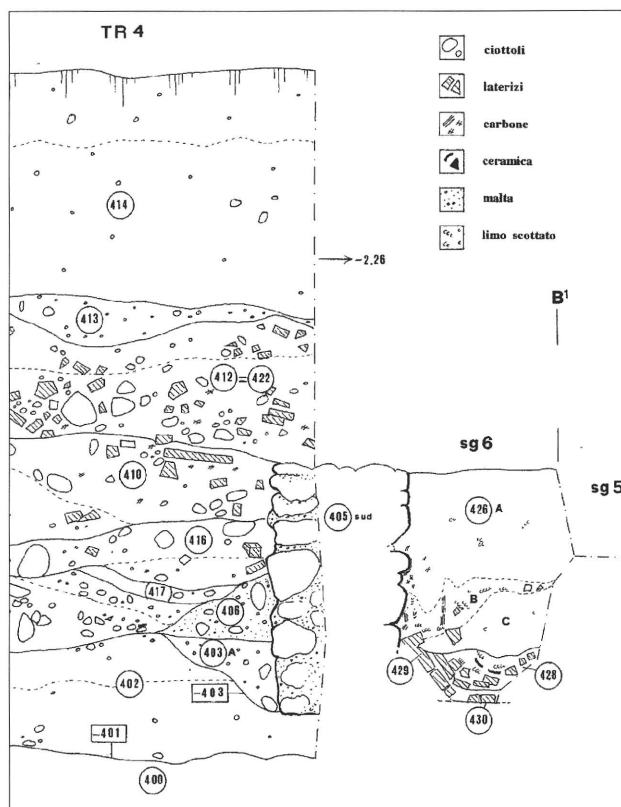 TR 4
ciottoli
laterizi
carbone
ceramica
malta
limo scottato
414
-2.26
413
B¹
412 = 422
sg 6
sg 5
410
405 sud
426 A
416
417
406
B
C
403 A
429
428
402
-403
430
-401
400